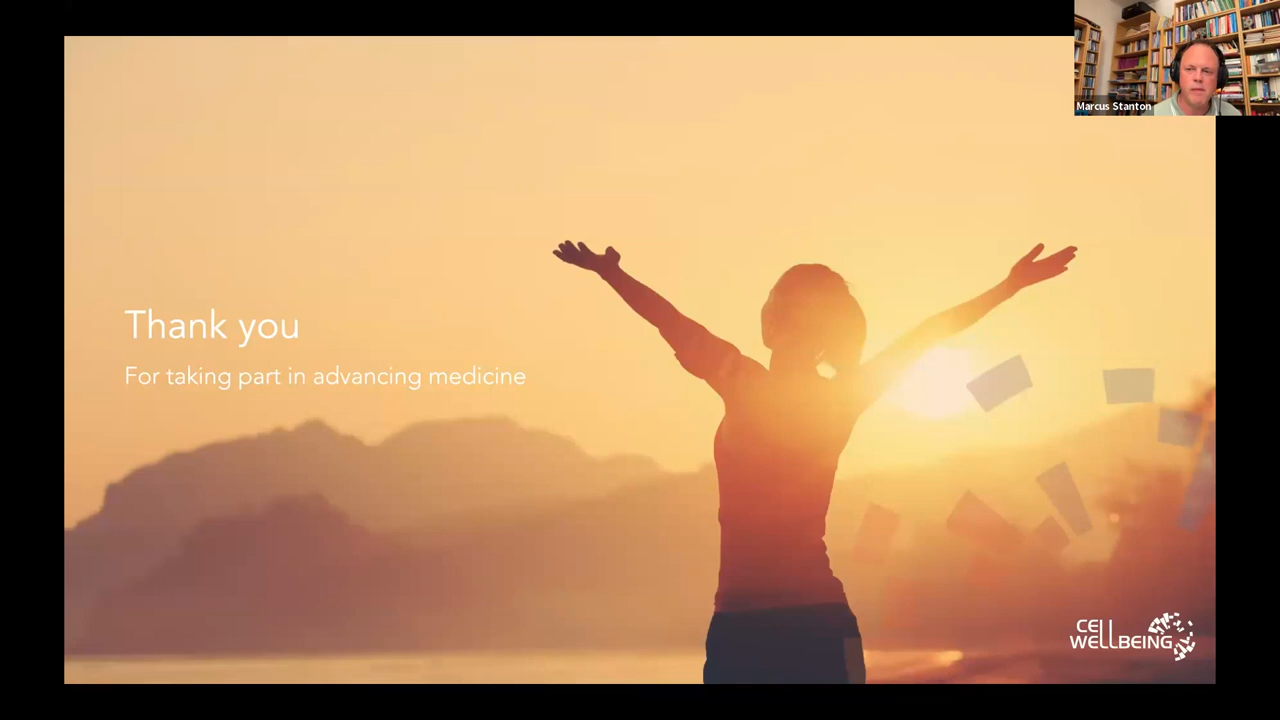 Marcus Stanton
Thank you
For taking part in advancing medicine
CELL
WELLBEING